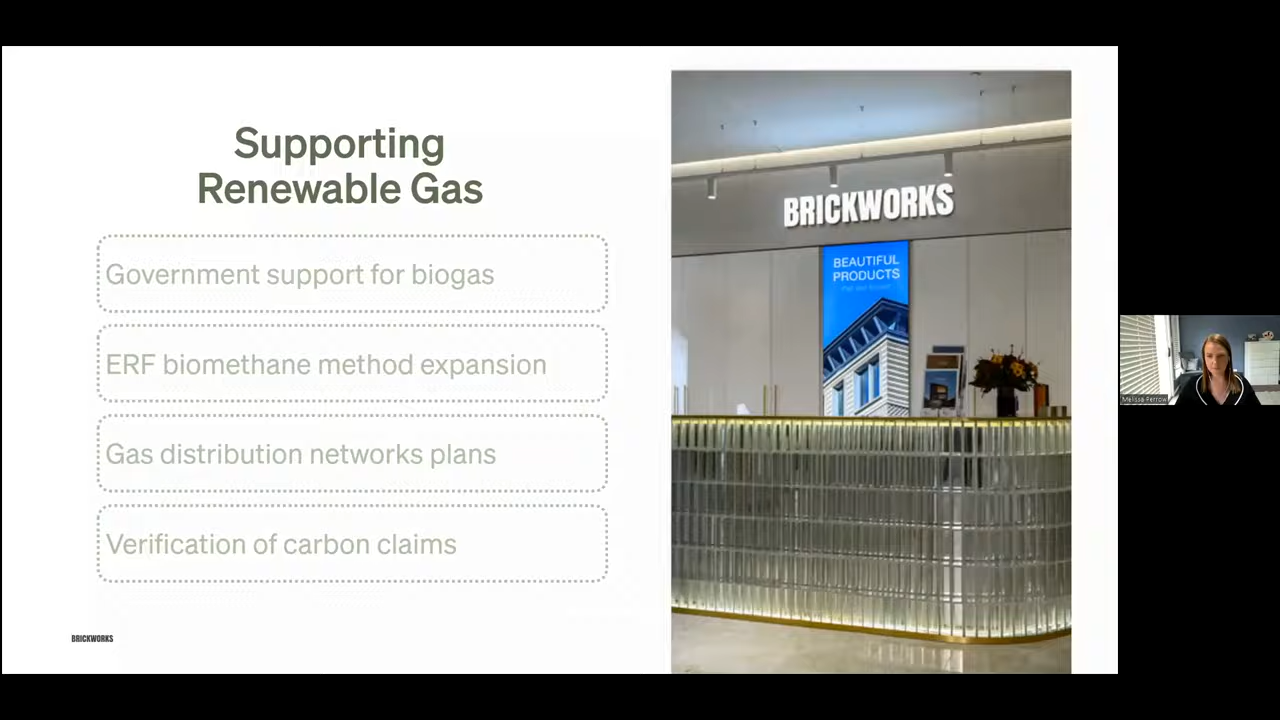 Supporting
Renewable Gas
Government support for biogas
ERF biomethane method expansion
Gas distribution networks plans
Verification of carbon claims
BRICKWORKS
BRICKWORKS
BEAUTIFUL
PRODUCTS
Melissa Perrow